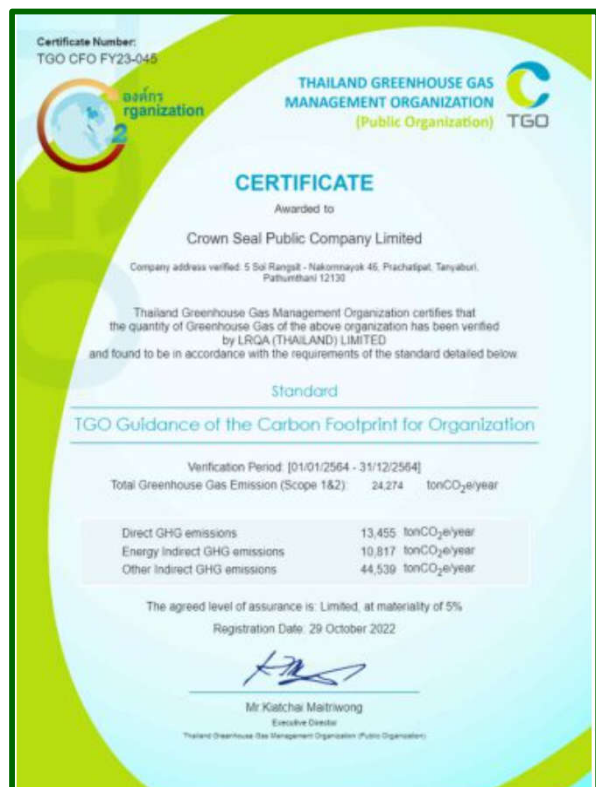 Certificate Number:
TGO CFO FY23-045
องค์กร
rganization
2
THAILAND GREENHOUSE GAS
MANAGEMENT ORGANIZATION
(Public Organization)
TGO
CERTIFICATE
Awarded to
Crown Seal Public Company Limited
Company address verified: 5 Soi Rangsit - Nakornnayok 46, Prachatipat, Tanyaburi,
Pathumthani 12130
Thailand Greenhouse Gas Management Organization certifies that
the quantity of Greenhouse Gas of the above organization has been verified
by LRQA (THAILAND) LIMITED
and found to be in accordance with the requirements of the standard detailed below.
Standard
TGO Guidance of the Carbon Footprint for Organization
Verification Period: [01/01/2564 - 31/12/2564]
Total Greenhouse Gas Emission (Scope 1&2): 24,274 tonCO₂e/year
Direct GHG emissions 13,455 tonCO₂e/year
Energy Indirect GHG emissions 10,817 tonCO₂e/year
Other Indirect GHG emissions 44,539 tonCO₂e/year
The agreed level of assurance is: Limited, at materiality of 5%
Registration Date: 29 October 2022
Mr.Kiatchai Maitriwong
Executive Director
Thailand Greenhouse Gas Management Organization (Public Organization)